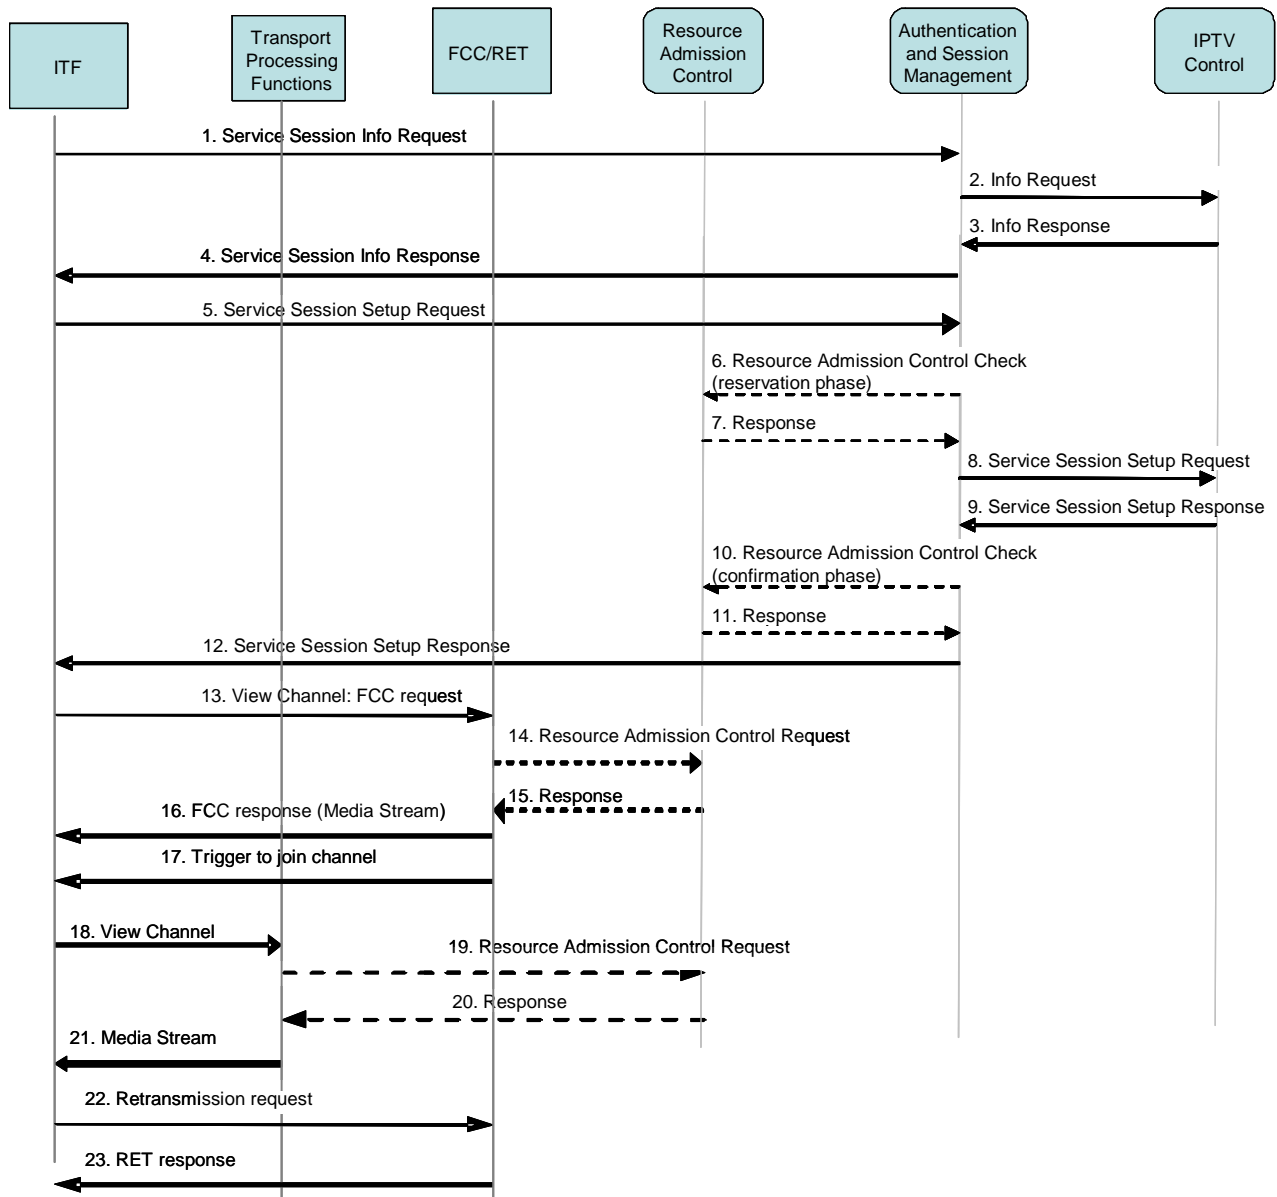 ITF
Transport
Processing
Functions
FCC/RET
Resource
Admission
Control
Authentication
and Session
Management
IPTV
Control
1. Service Session Info Request
2. Info Request
3. Info Response
4. Service Session Info Response
5. Service Session Setup Request
6. Resource Admission Control Check
(reservation phase)
7. Response
8. Service Session Setup Request
9. Service Session Setup Response
10. Resource Admission Control Check
(confirmation phase)
11. Response
12. Service Session Setup Response
13. View Channel: FCC request
14. Resource Admission Control Request
15. Response
16. FCC response (Media Stream)
17. Trigger to join channel
18. View Channel
19. Resource Admission Control Request
20. Response
21. Media Stream
22. Retransmission request
23. RET response